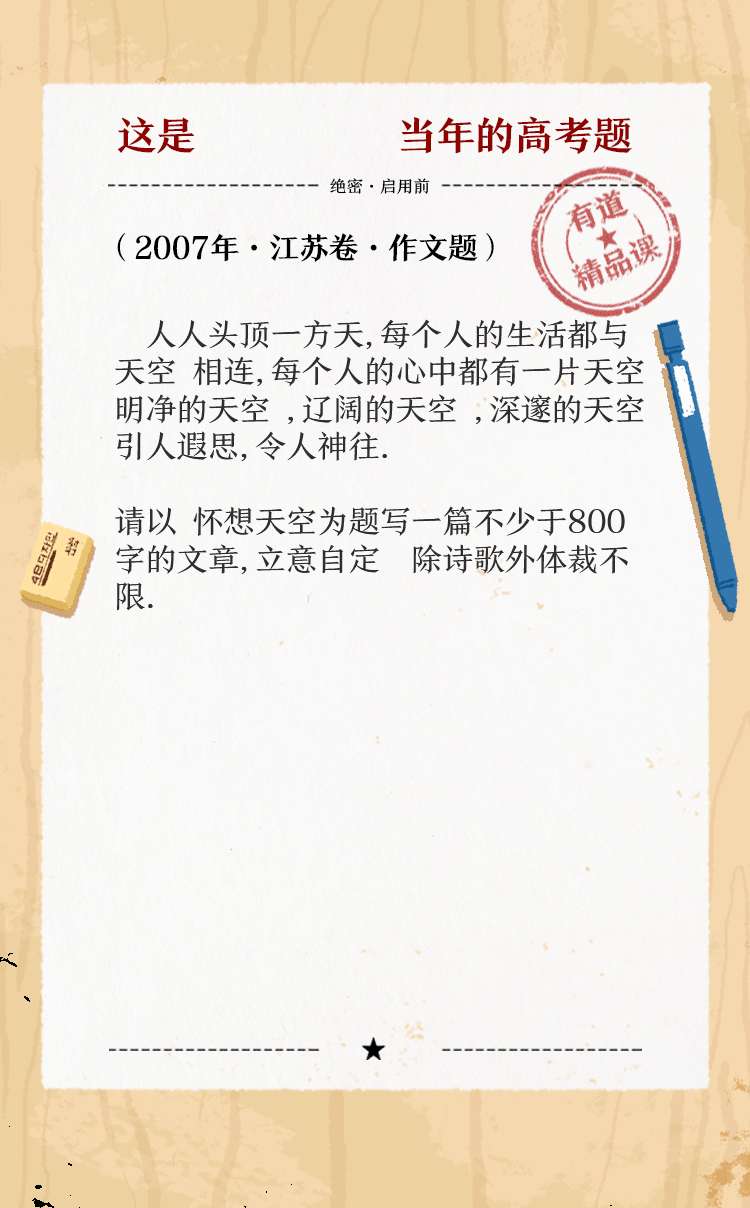 这是 当年的高考题
绝密·启用前
有道
精品课
（2007年·江苏卷·作文题）
人人头顶一方天,每个人的生活都与
天空 相连,每个人的心中都有一片天空
明净的天空 ,辽阔的天空 ,深邃的天空
引人遐思,令人神往.
请以 怀想天空为题写一篇不少于800
字的文章,立意自定 除诗歌外体裁不
限.